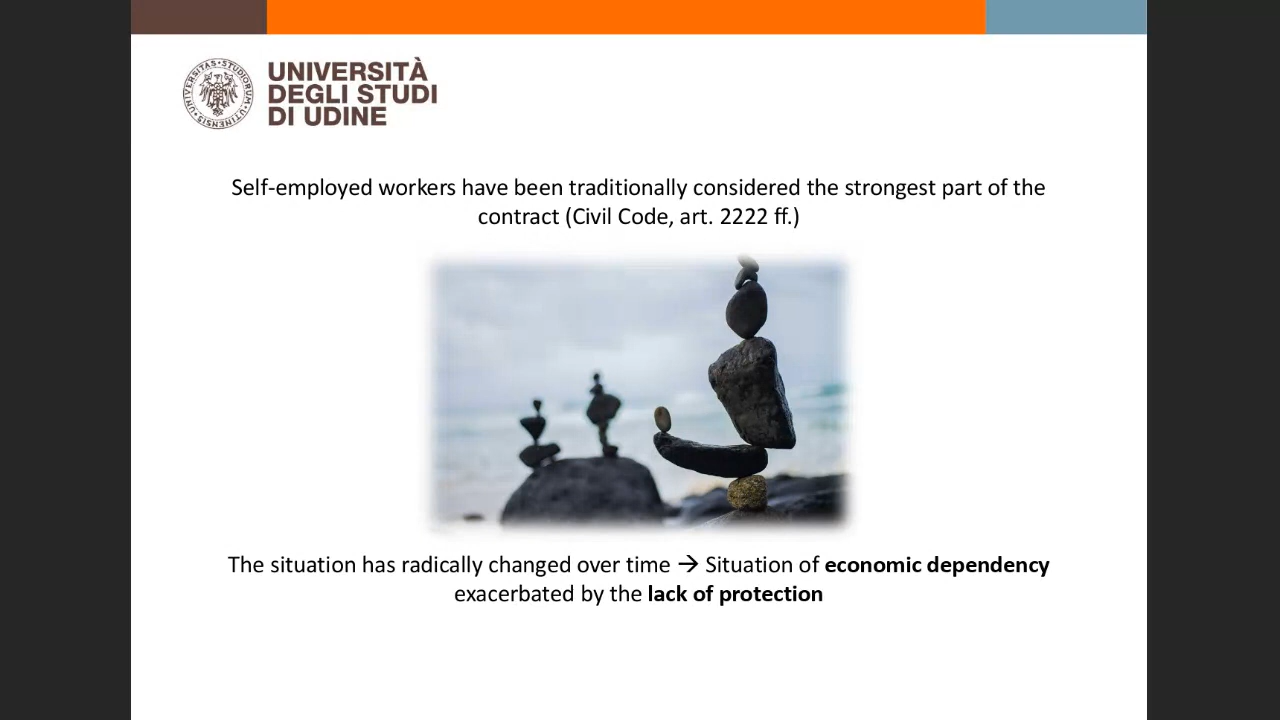 UNIVERSITÀ
DEGLI STUDI
DI UDINE
Self-employed workers have been traditionally considered the strongest part of the
contract (Civil Code, art. 2222 ff.)
The situation has radically changed over time → Situation of economic dependency
exacerbated by the lack of protection